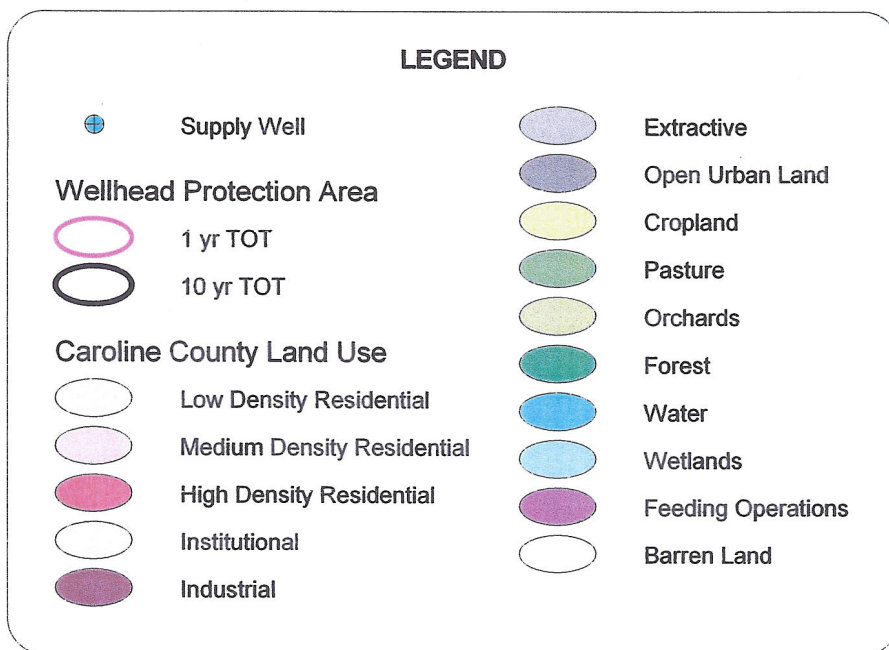 LEGEND
Supply Well
Wellhead Protection Area
1 yr TOT
10 yr TOT
Caroline County Land Use
Low Density Residential
Medium Density Residential
High Density Residential
Institutional
Industrial
Extractive
Open Urban Land
Cropland
Pasture
Orchards
Forest
Water
Wetlands
Feeding Operations
Barren Land